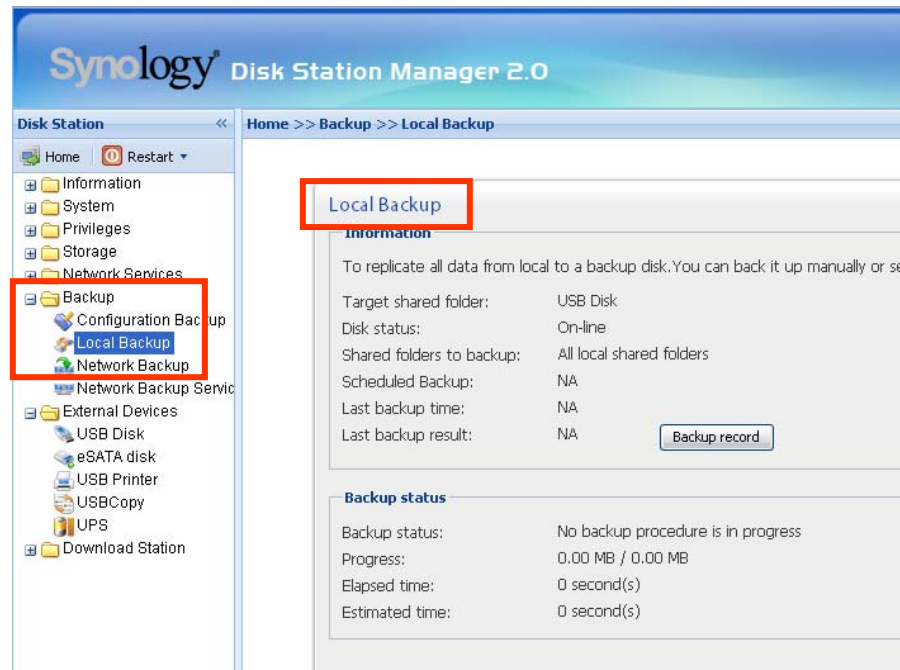 Synology Disk Station Manager 2.0
Disk Station «
Home >> Backup >> Local Backup
Home Restart
Information
System
Privileges
Storage
Network Services
Backup
Configuration Backup
Local Backup
Network Backup
Network Backup Servic
External Devices
USB Disk
eSATA disk
USB Printer
USBCopy
UPS
Download Station
Local Backup
Information
To replicate all data from local to a backup disk.You can back it up manually or se
Target shared folder: USB Disk
Disk status: On-line
Shared folders to backup: All local shared folders
Scheduled Backup: NA
Last backup time: NA
Last backup result: NA Backup record
Backup status
Backup status: No backup procedure is in progress
Progress: 0.00 MB / 0.00 MB
Elapsed time: 0 second(s)
Estimated time: 0 second(s)